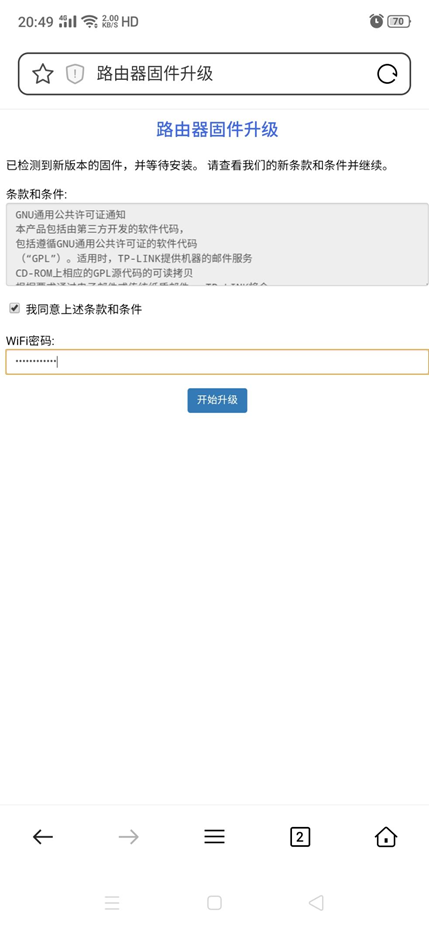 20:49 4G 2.00 KB/S HD 70
路由器固件升级
路由器固件升级
已检测到新版本的固件，并等待安装。 请查看我们的新条款和条件并继续。
条款和条件:
GNU通用公共许可证通知
本产品包括由第三方开发的软件代码，
包括遵循GNU通用公共许可证的软件代码
（“GPL”）。适用时，TP-LINK提供机器的邮件服务
CD-ROM上相应的GPL源代码的可读拷贝
我同意上述条款和条件
WiFi密码:
开始升级
2